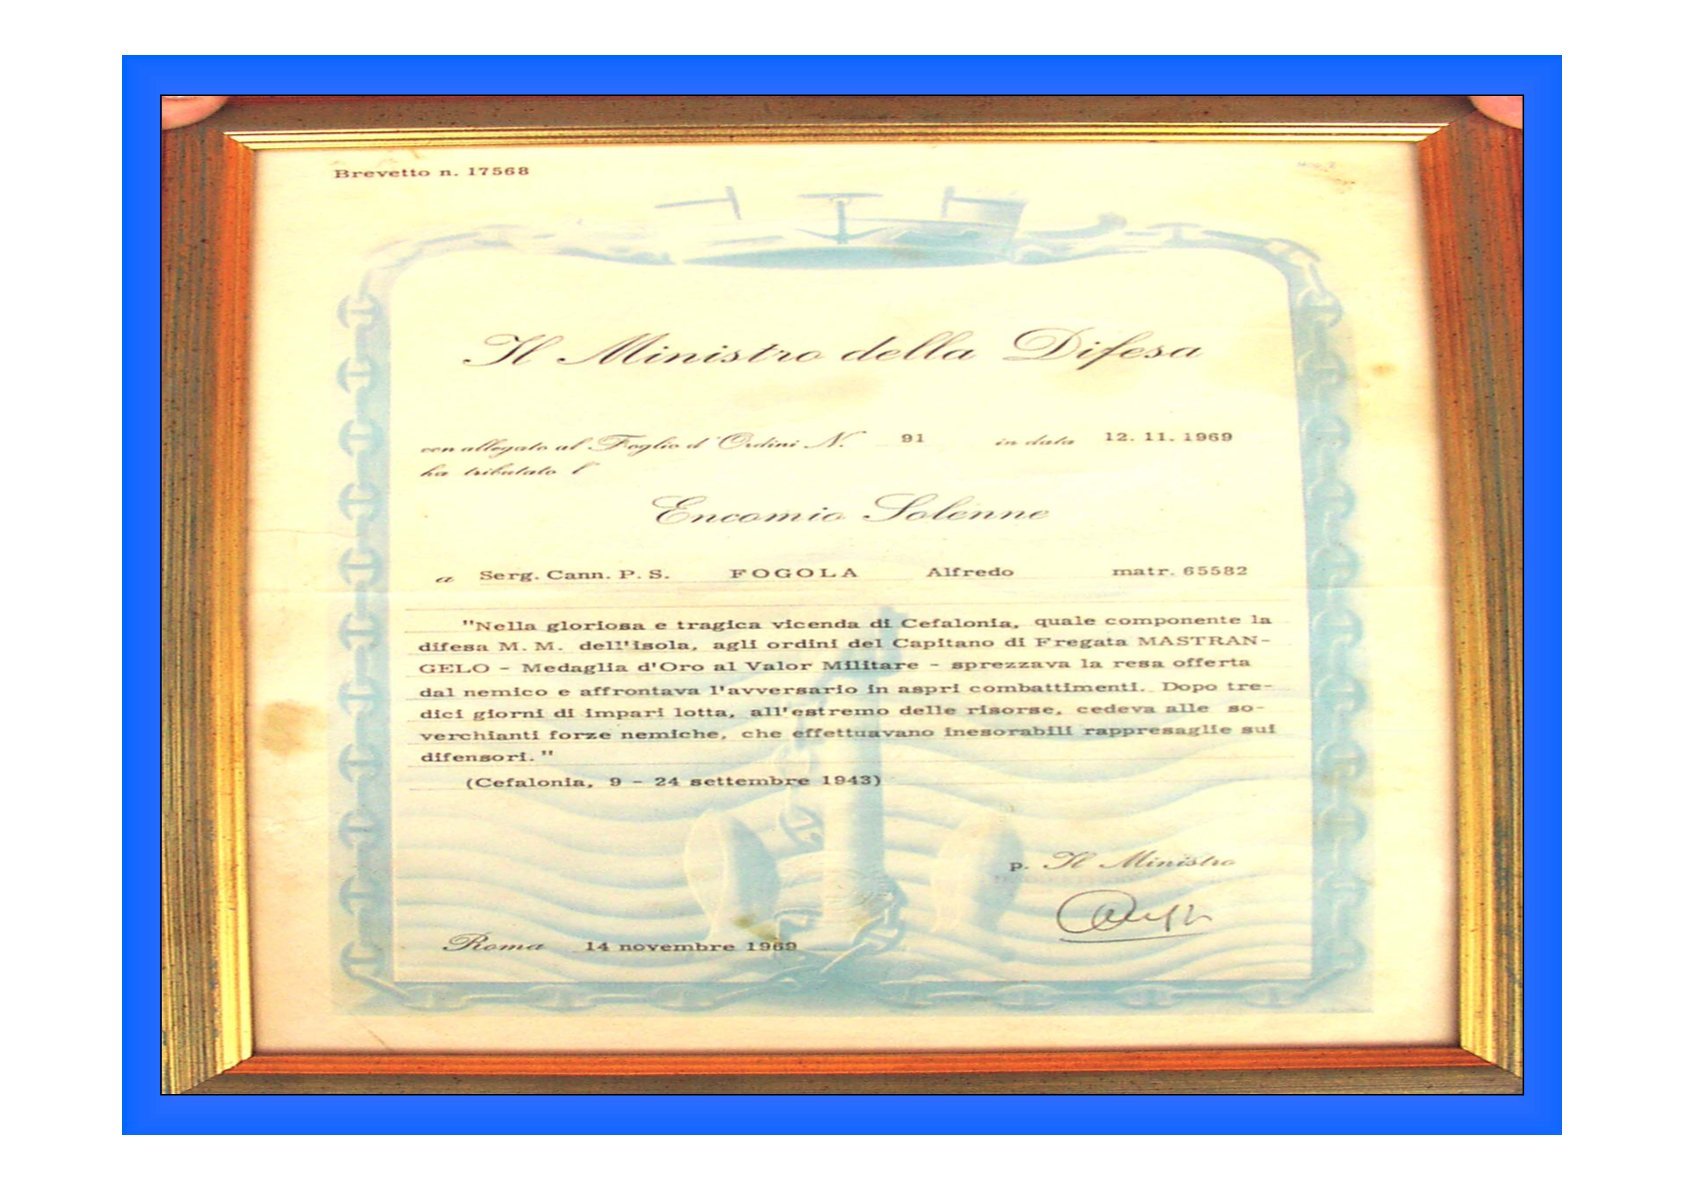 Brevetto n. 17568
Il Ministro della Difesa
con allegato al Foglio d'Ordini N. 91 in data 12. 11. 1969
ha tributato l'
Encomio Solenne
a Serg. Cann. P. S. FOGOLA Alfredo matr. 65582
"Nella gloriosa e tragica vicenda di Cefalonia, quale componente la
difesa M. M. dell'isola, agli ordini del Capitano di Fregata MASTRAN-
GELO - Medaglia d'Oro al Valor Militare - sprezzava la resa offerta
dal nemico e affrontava l'avversario in aspri combattimenti. Dopo tre-
dici giorni di impari lotta, all'estremo delle risorse, cedeva alle so-
verchianti forze nemiche, che effettuavano inesorabili rappresaglie sui
difensori."
(Cefalonia, 9 - 24 settembre 1943)
p. Il Ministro
Roma 14 novembre 1969